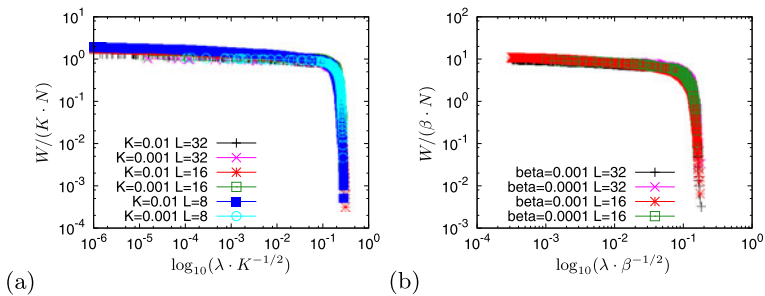 W/(K · N)
10^1
10^0
10^-1
10^-2
10^-3
10^-4
K=0.01 L=32
K=0.001 L=32
K=0.01 L=16
K=0.001 L=16
K=0.01 L=8
K=0.001 L=8
10^-6 10^-5 10^-4 10^-3 10^-2 10^-1 10^0
log10(λ · K^-1/2)
(a)
W/(β · N)
10^2
10^1
10^0
10^-1
10^-2
10^-3
beta=0.001 L=32
beta=0.0001 L=32
beta=0.001 L=16
beta=0.0001 L=16
10^-4 10^-3 10^-2 10^-1 10^0
log10(λ · β^-1/2)
(b)